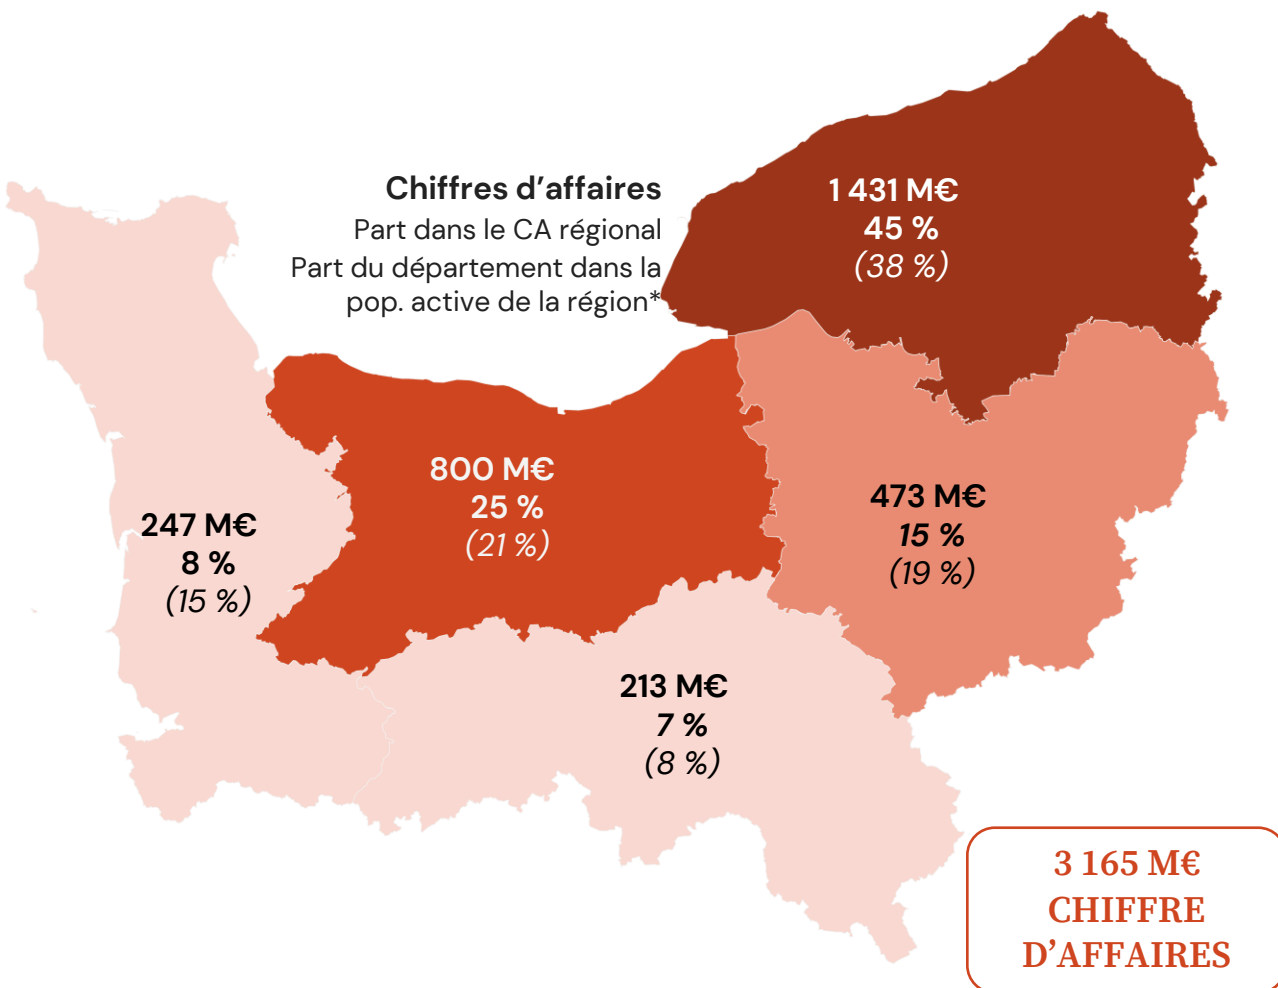 Chiffres d’affaires
Part dans le CA régional
Part du département dans la
pop. active de la région*
1 431 M€
45 %
(38 %)
800 M€
25 %
(21 %)
473 M€
15 %
(19 %)
247 M€
8 %
(15 %)
213 M€
7 %
(8 %)
3 165 M€
CHIFFRE
D’AFFAIRES